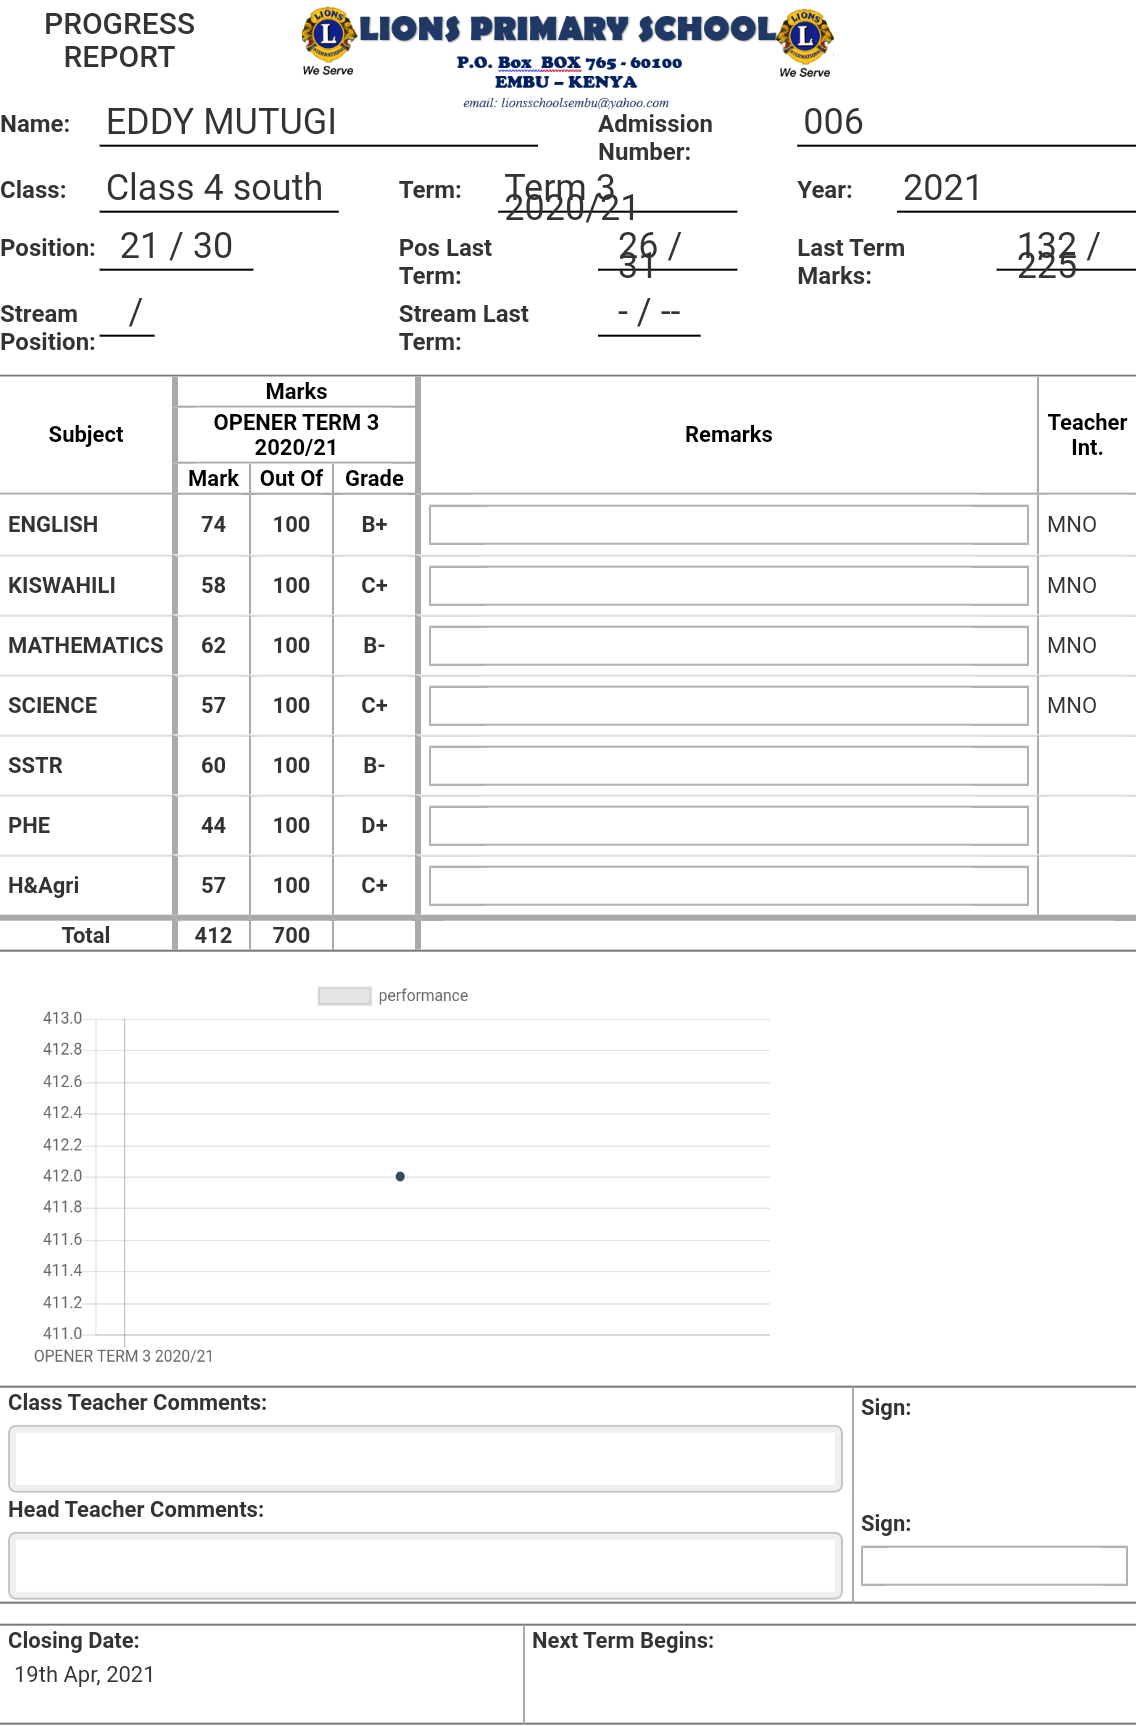 PROGRESS
REPORT
LIONS PRIMARY SCHOOL
We Serve
We Serve
P.O. Box BOX 765 - 60100
EMBU – KENYA
email: lionsschoolsembu@yahoo.com
Name: EDDY MUTUGI Admission Number: 006
Class: Class 4 south Term: Term 3 2020/21 Year: 2021
Position: 21 / 30 Pos Last Term: 26 / 31 Last Term Marks: 132 / 225
Stream Position: / Stream Last Term: - / --
Subject Marks Remarks Teacher Int.
OPENER TERM 3 2020/21
Mark Out Of Grade
ENGLISH 74 100 B+ MNO
KISWAHILI 58 100 C+ MNO
MATHEMATICS 62 100 B- MNO
SCIENCE 57 100 C+ MNO
SSTR 60 100 B-
PHE 44 100 D+
H&Agri 57 100 C+
Total 412 700
performance
413.0
412.8
412.6
412.4
412.2
412.0
411.8
411.6
411.4
411.2
411.0
OPENER TERM 3 2020/21
Class Teacher Comments: Sign:
Head Teacher Comments: Sign:
Closing Date: Next Term Begins:
19th Apr, 2021